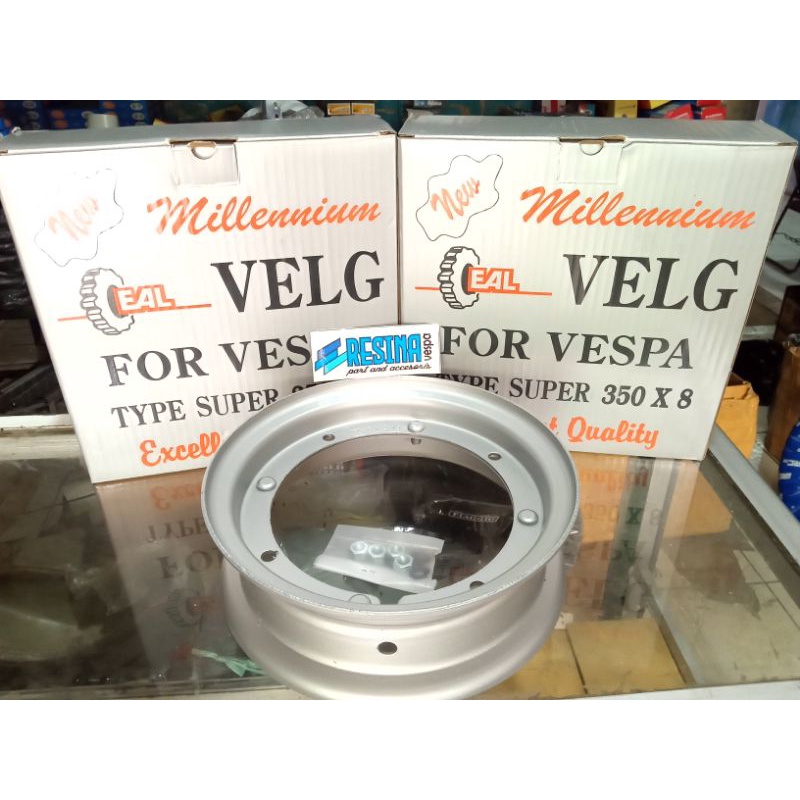 New
Millennium
EAL
VELG
FOR VES
TYPE SUPER
Excell
New
Millennium
EAL
VELG
FOR VESPA
TYPE SUPER 350 X 8
t Quality
RESINA
vespa
part and accesoris